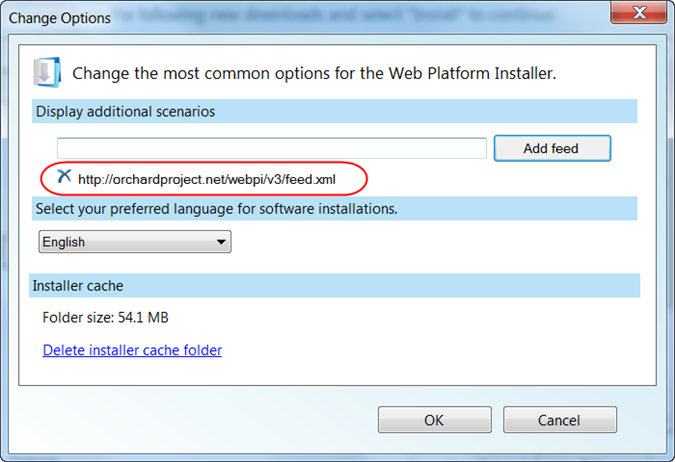 the following new downloads and select "Install" to continue.
Change Options
Change the most common options for the Web Platform Installer.
Display additional scenarios
Add feed
http://orchardproject.net/webpi/v3/feed.xml
Select your preferred language for software installations.
English
Installer cache
Folder size: 54.1 MB
Delete installer cache folder
OK
Cancel